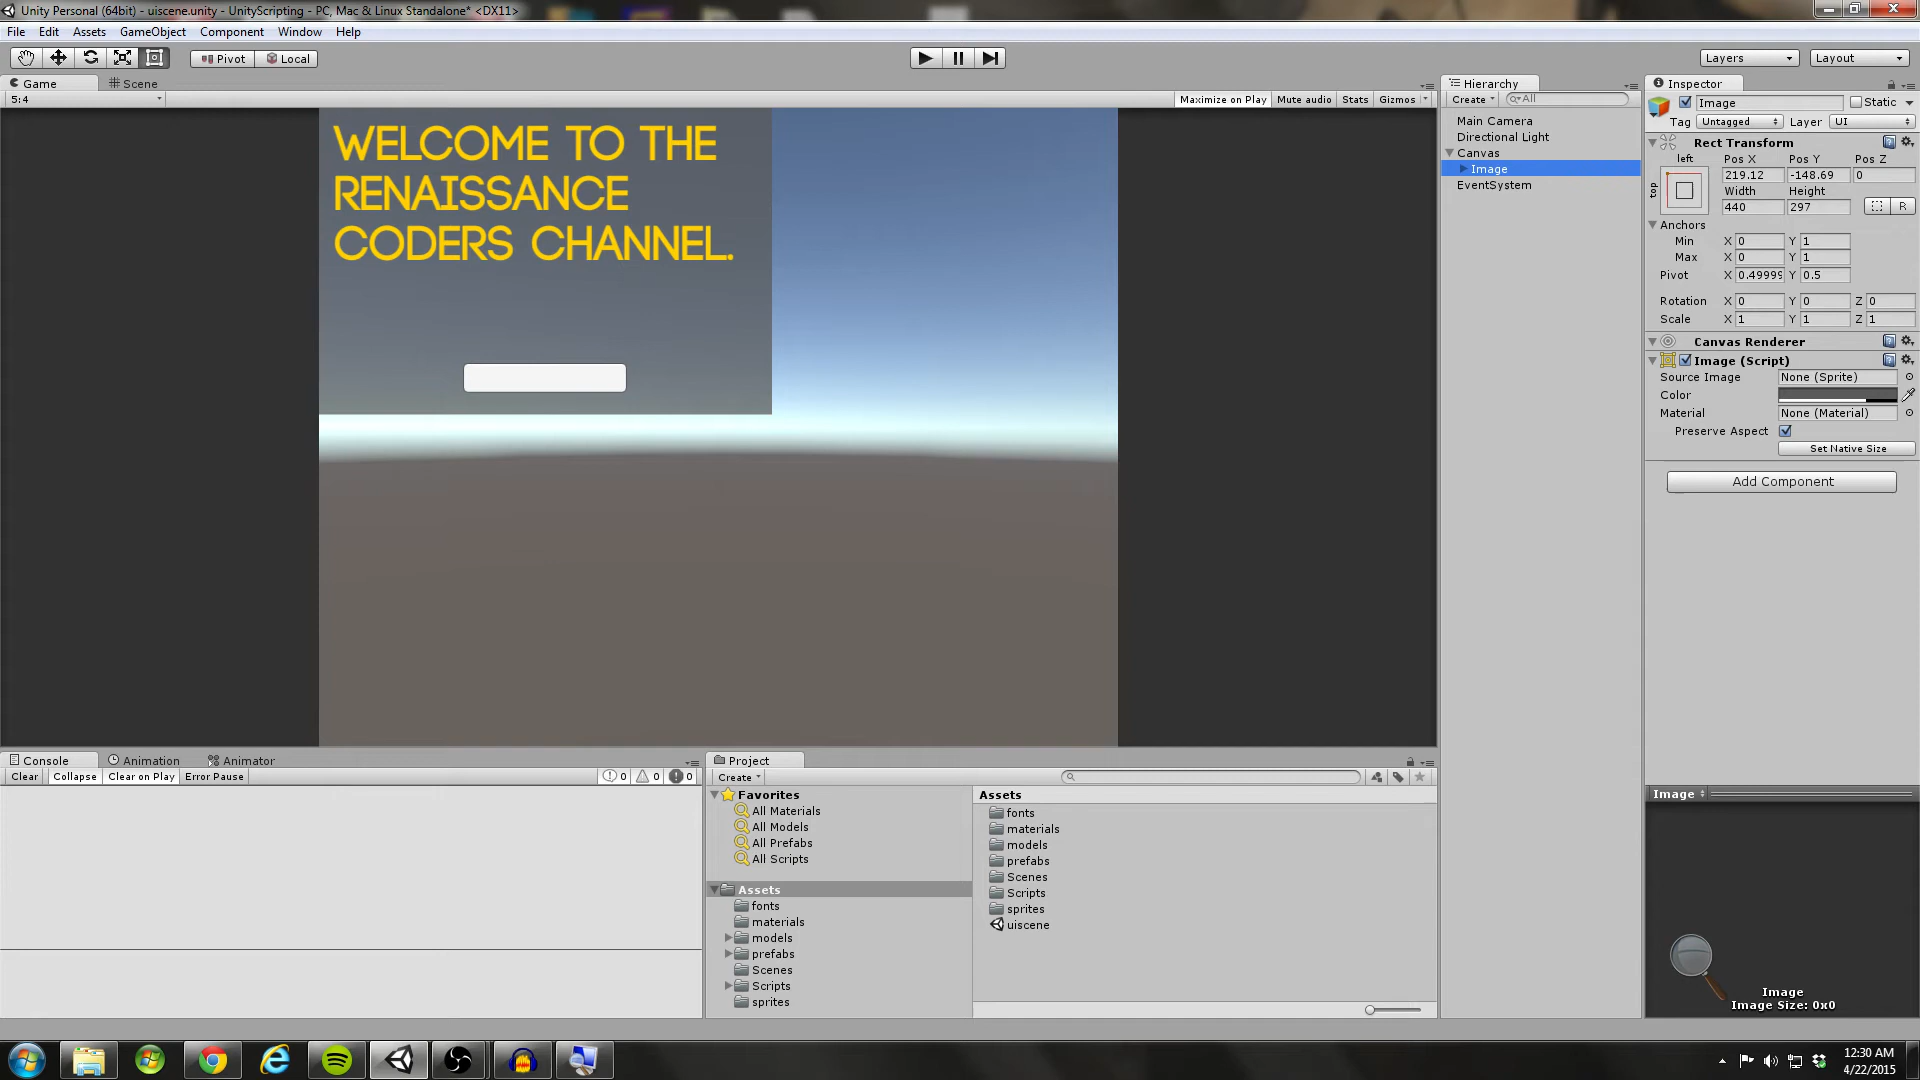 Unity Personal (64bit) - uiscene.unity - UnityScripting - PC, Mac & Linux Standalone* <DX11>
File Edit Assets GameObject Component Window Help
Pivot Local Layers Layout
Game Scene
5:4 Maximize on Play Mute audio Stats Gizmos
WELCOME TO THE
RENAISSANCE
CODERS CHANNEL.
Hierarchy
Create All
Main Camera
Directional Light
Canvas
Image
EventSystem
Inspector
Image Static
Tag Untagged Layer UI
Rect Transform
left Pos X Pos Y Pos Z
top 219.12 -148.69 0
Width Height
440 297 R
Anchors
Min X 0 Y 1
Max X 0 Y 1
Pivot X 0.49999 Y 0.5
Rotation X 0 Y 0 Z 0
Scale X 1 Y 1 Z 1
Canvas Renderer
Image (Script)
Source Image None (Sprite)
Color
Material None (Material)
Preserve Aspect
Set Native Size
Add Component
Console Animation Animator
Clear Collapse Clear on Play Error Pause 0 0 0
Project
Create
Favorites
All Materials
All Models
All Prefabs
All Scripts
Assets
fonts
materials
models
prefabs
Scenes
Scripts
sprites
Assets
fonts
materials
models
prefabs
Scenes
Scripts
sprites
uiscene
Image
Image
Image Size: 0x0
12:30 AM
4/22/2015